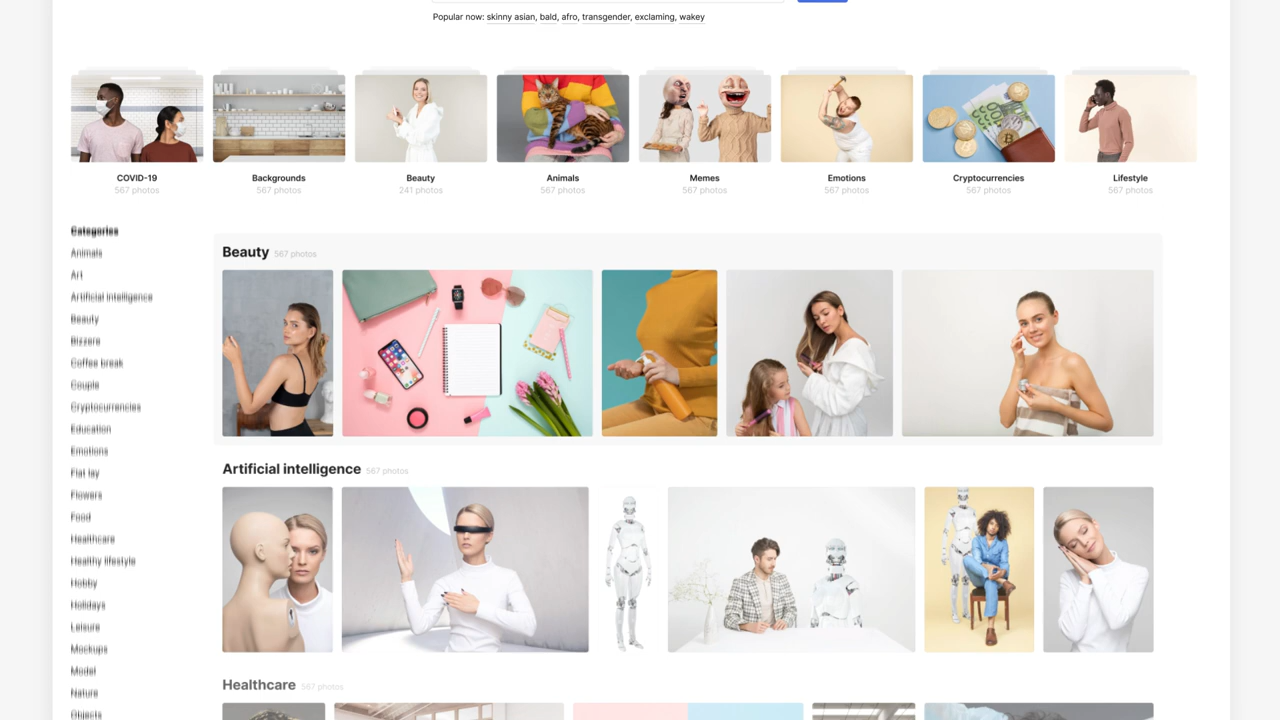 Popular now: skinny asian, bald, afro, transgender, exclaming, wakey
COVID-19
567 photos
Backgrounds
567 photos
Beauty
241 photos
Animals
567 photos
Memes
567 photos
Emotions
567 photos
Cryptocurrencies
567 photos
Lifestyle
567 photos
Categories
Animals
Art
Artificial intelligence
Beauty
Bizzare
Coffee break
Couple
Cryptocurrencies
Education
Emotions
Flat lay
Flowers
Food
Healthcare
Healthy lifestyle
Hobby
Holidays
Leisure
Mockups
Model
Nature
Objects
Beauty 567 photos
Artificial intelligence 567 photos
Healthcare 567 photos